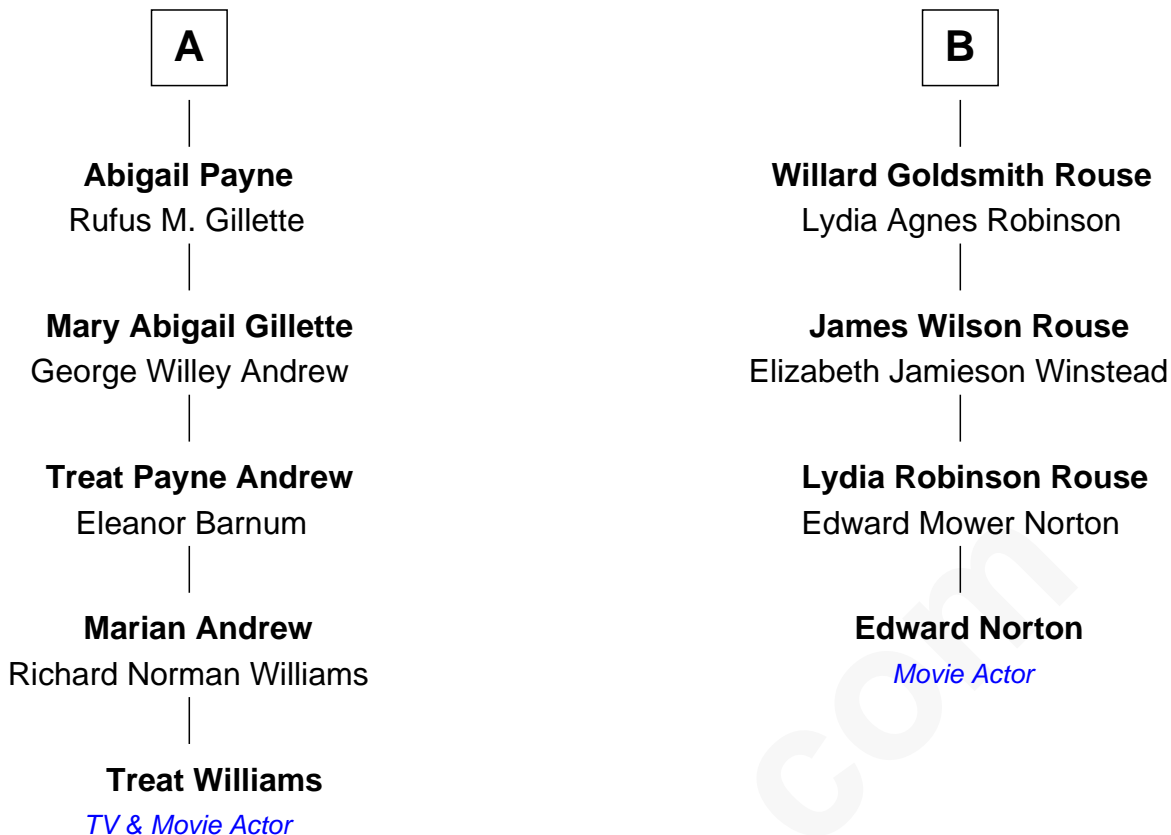 A
Abigail Payne
Rufus M. Gillette
Mary Abigail Gillette
George Willey Andrew
Treat Payne Andrew
Eleanor Barnum
Marian Andrew
Richard Norman Williams
Treat Williams
TV & Movie Actor
B
Willard Goldsmith Rouse
Lydia Agnes Robinson
James Wilson Rouse
Elizabeth Jamieson Winstead
Lydia Robinson Rouse
Edward Mower Norton
Edward Norton
Movie Actor
com